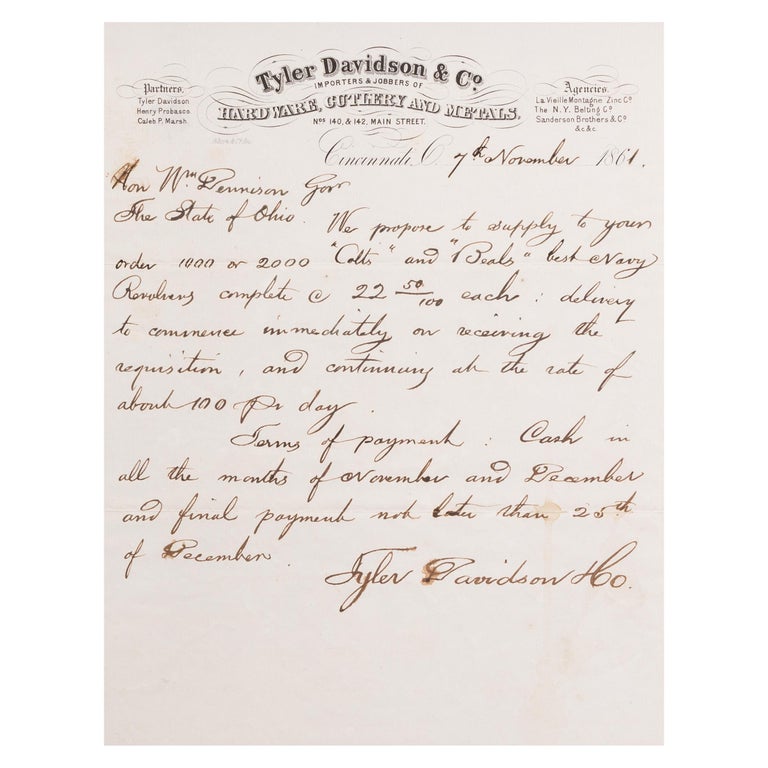 Tyler Davidson & Co.
IMPORTERS & JOBBERS OF
HARDWARE, CUTLERY AND METALS,
Nos 140, & 142, MAIN STREET.
Partners.
Tyler Davidson
Henry Probasco
Caleb P. Marsh.
Agencies.
La Vieille Montagne Zinc Co
The N.Y. Belting Co
Sanderson Brothers & Co
&c &c
Cincinnati, O. 7th November 1861.
Hon Wm Dennison Govr
The State of Ohio. We propose to supply to your
order 1000 or 2000 "Colts" and "Beals" best Navy
Revolvers complete @ 22 50/100 each: delivery
to commence immediately on receiving the
requisition, and continuing at the rate of
about 100 pr day.
Terms of payment: Cash in
all the months of November and December
and final payment not later than 25th
of December.
Tyler Davidson & Co.